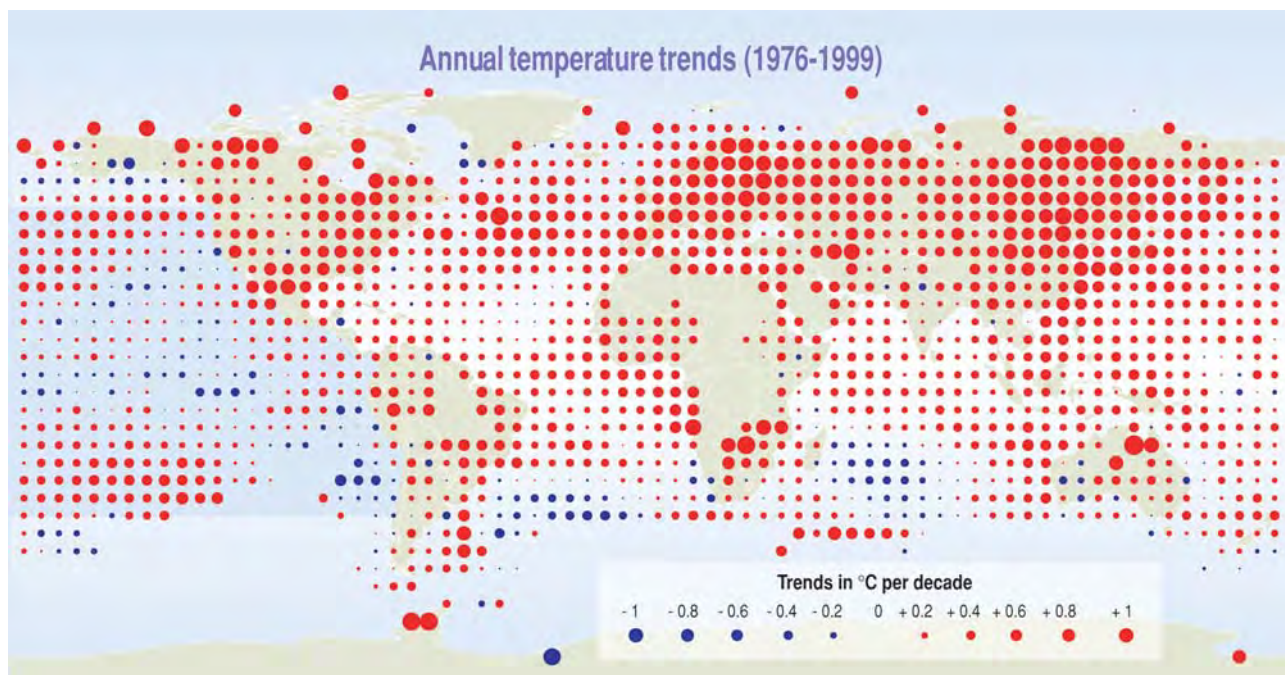 Annual temperature trends (1976-1999)
Trends in °C per decade
- 1 - 0.8 - 0.6 - 0.4 - 0.2 0 + 0.2 + 0.4 + 0.6 + 0.8 + 1